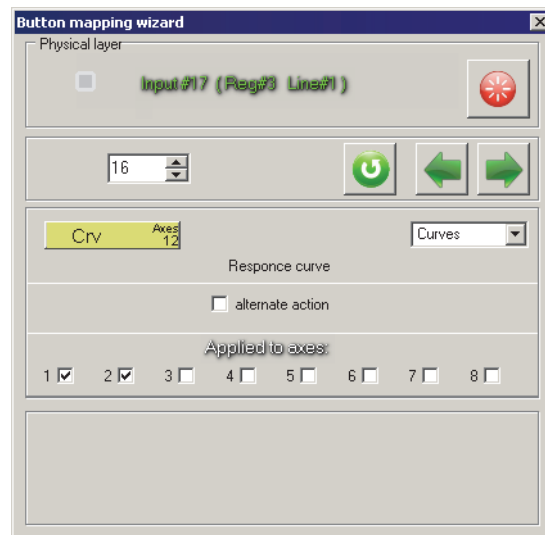 Button mapping wizard
Physical layer
Input#17 (Reg#3 Line#1)
16
Crv Axes 12
Curves
Responce curve
alternate action
Applied to axes:
1 2 3 4 5 6 7 8